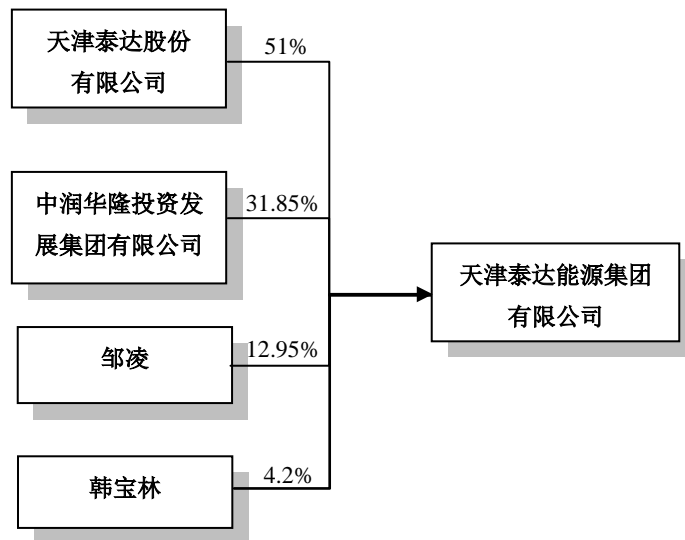 天津泰达股份
有限公司
51%
中润华隆投资发
展集团有限公司
31.85%
天津泰达能源集团
有限公司
邹凌
12.95%
韩宝林
4.2%